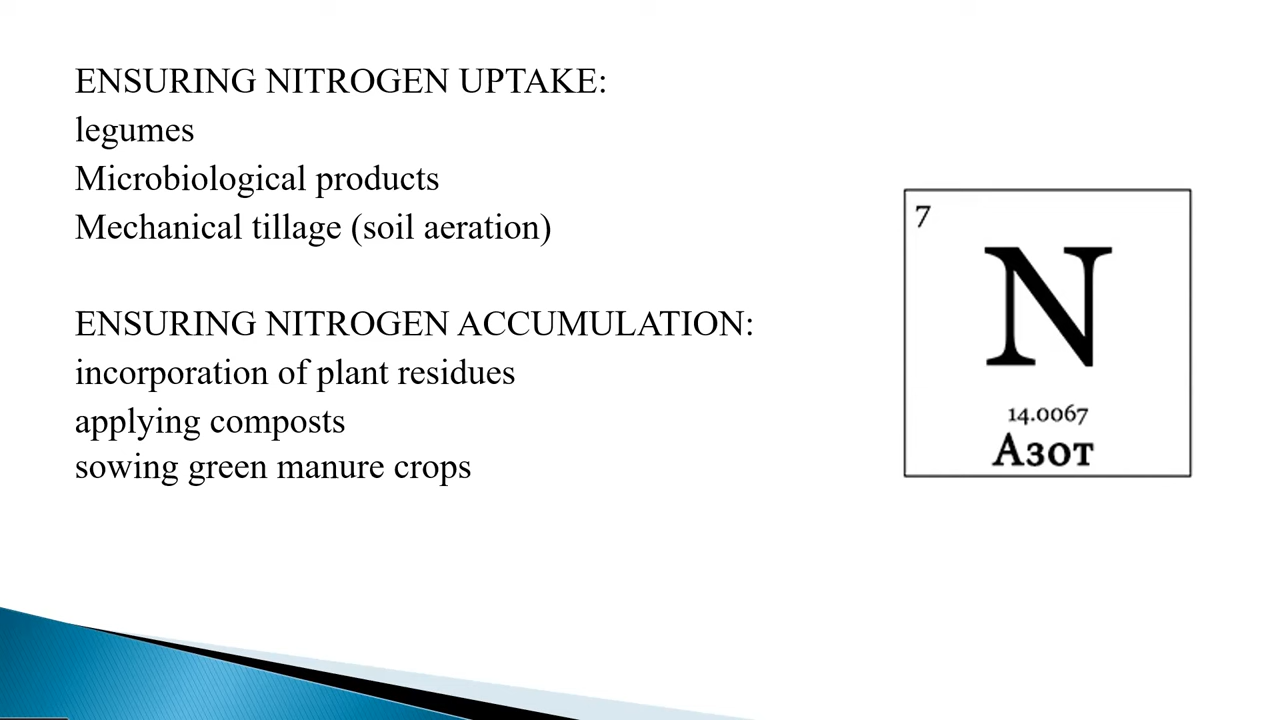 ENSURING NITROGEN UPTAKE:
legumes
Microbiological products
Mechanical tillage (soil aeration)
ENSURING NITROGEN ACCUMULATION:
incorporation of plant residues
applying composts
sowing green manure crops
7
N
14.0067
Азот